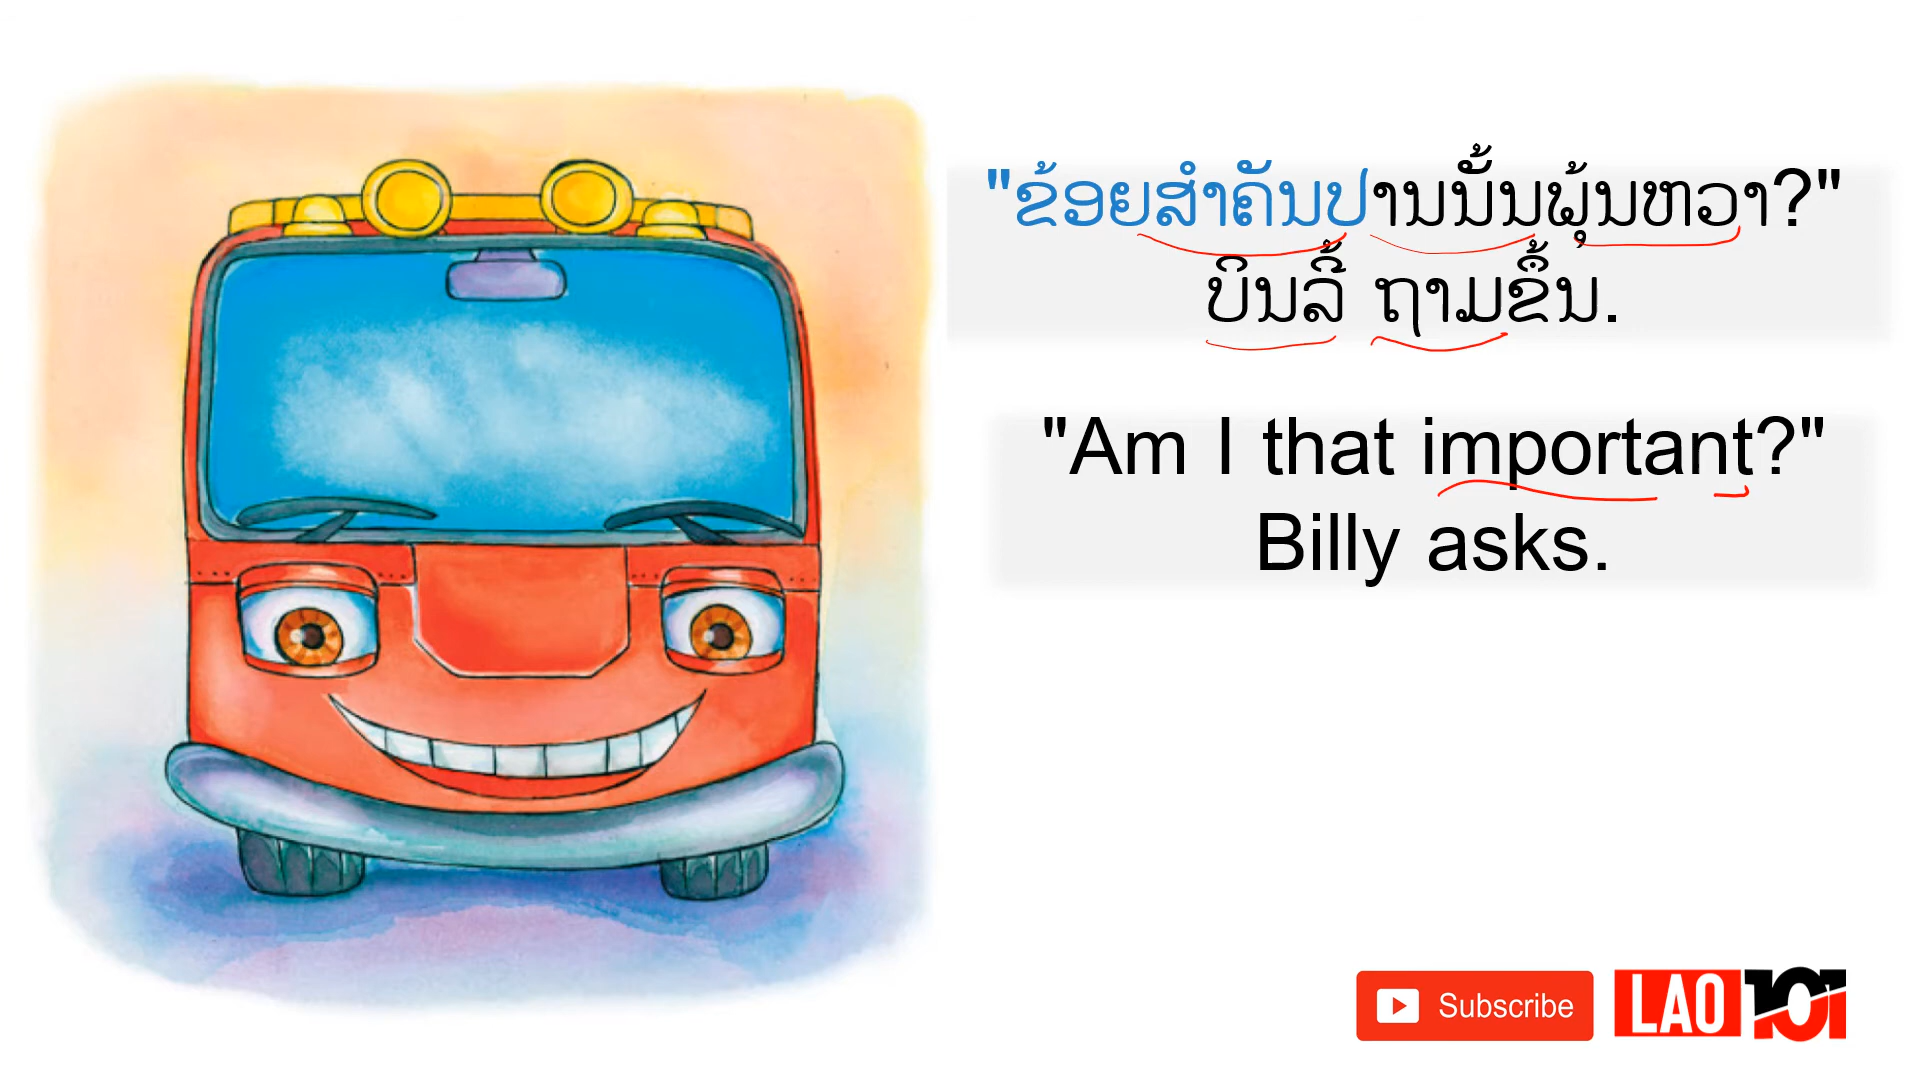 "ຂ້ອຍສຳຄັນປານນັ້ນພຸ້ນຫວາ?"
ບິນລີ້ ຖາມຂຶ້ນ.
"Am I that important?"
Billy asks.
Subscribe
LAO 101